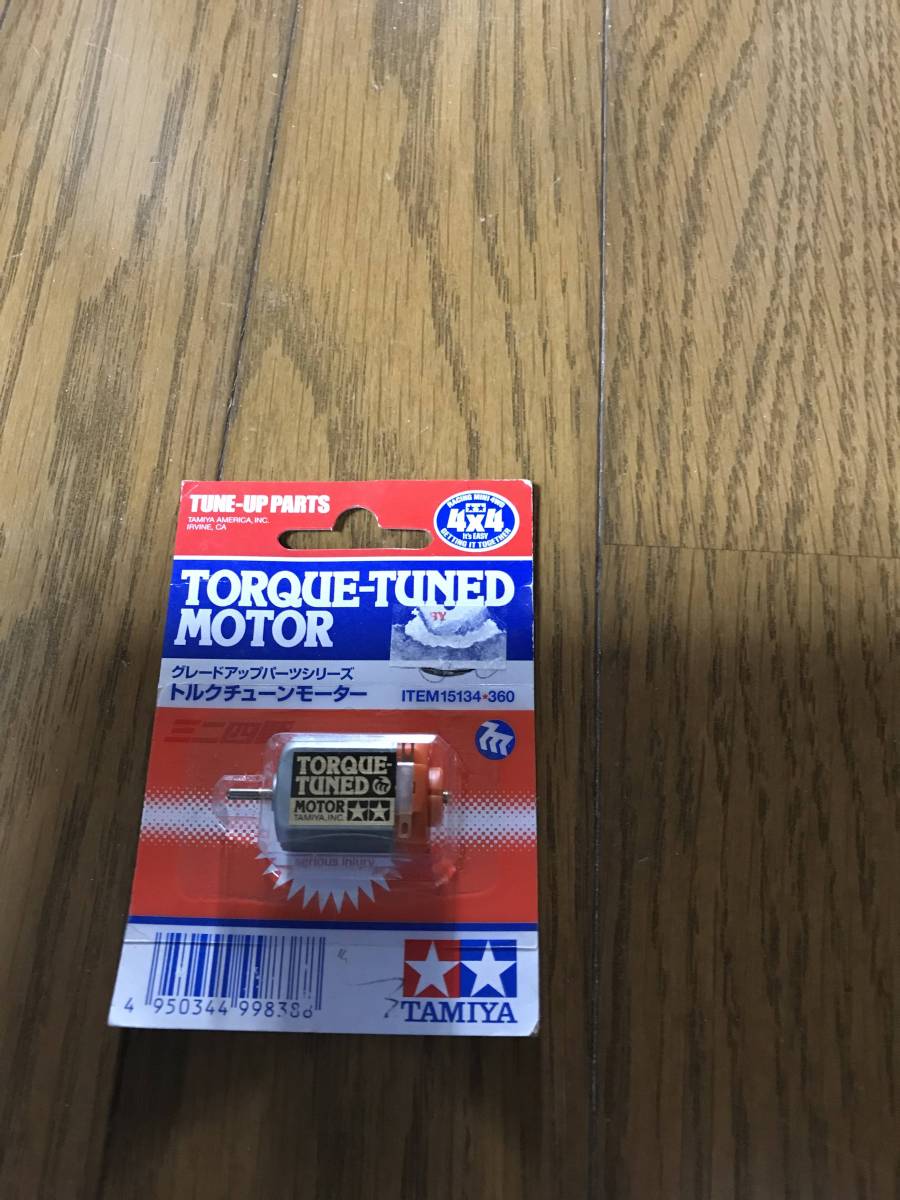 TUNE-UP PARTS
TAMIYA AMERICA, INC.
IRVINE, CA
RACING MINI 4WD
4x4
It's EASY
GETTING IT TOGETHER
TORQUE-TUNED
MOTOR
グレードアップパーツシリーズ
トルクチューンモーター
ITEM 15134★360
ミニ四駆
TORQUE-
TUNED
MOTOR
TAMIYA, INC.
serious injury
4 950344 998388
TAMIYA